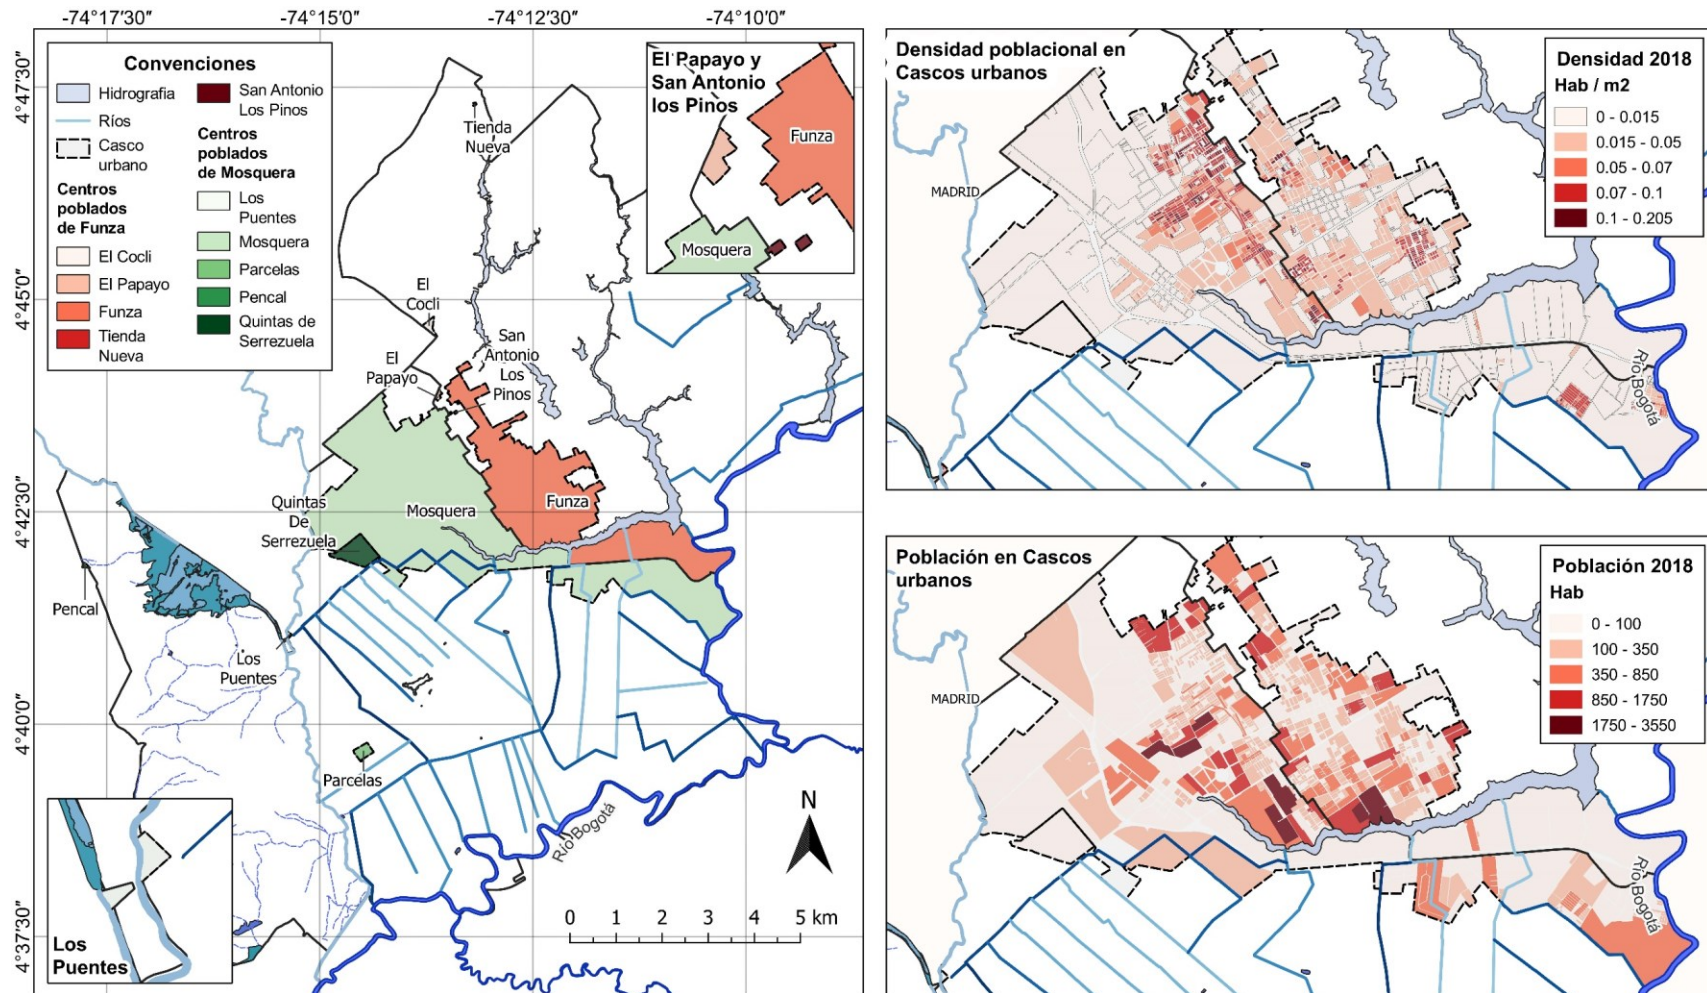 -74°17'30"
-74°15'0"
-74°12'30"
-74°10'0"
4°47'30"
4°45'0"
4°42'30"
4°40'0"
4°37'30"
Convenciones
Hidrografia
Ríos
Casco
urbano
Centros
poblados
de Funza
El Cocli
El Papayo
Funza
Tienda
Nueva
San Antonio
Los Pinos
Centros
poblados
de Mosquera
Los
Puentes
Mosquera
Parcelas
Pencal
Quintas de
Serrezuela
Tienda
Nueva
El Papayo y
San Antonio
los Pinos
Funza
Mosquera
El
Cocli
El
Papayo
San
Antonio
Los
Pinos
Quintas
De
Serrezuela
Mosquera
Funza
Pencal
Los
Puentes
Parcelas
Río Bogotá
N
0 1 2 3 4 5 km
Los
Puentes
Densidad poblacional en
Cascos urbanos
Densidad 2018
Hab / m2
0 - 0.015
0.015 - 0.05
0.05 - 0.07
0.07 - 0.1
0.1 - 0.205
MADRID
Río Bogotá
Población en Cascos
urbanos
Población 2018
Hab
0 - 100
100 - 350
350 - 850
850 - 1750
1750 - 3550
MADRID
Río Bogotá